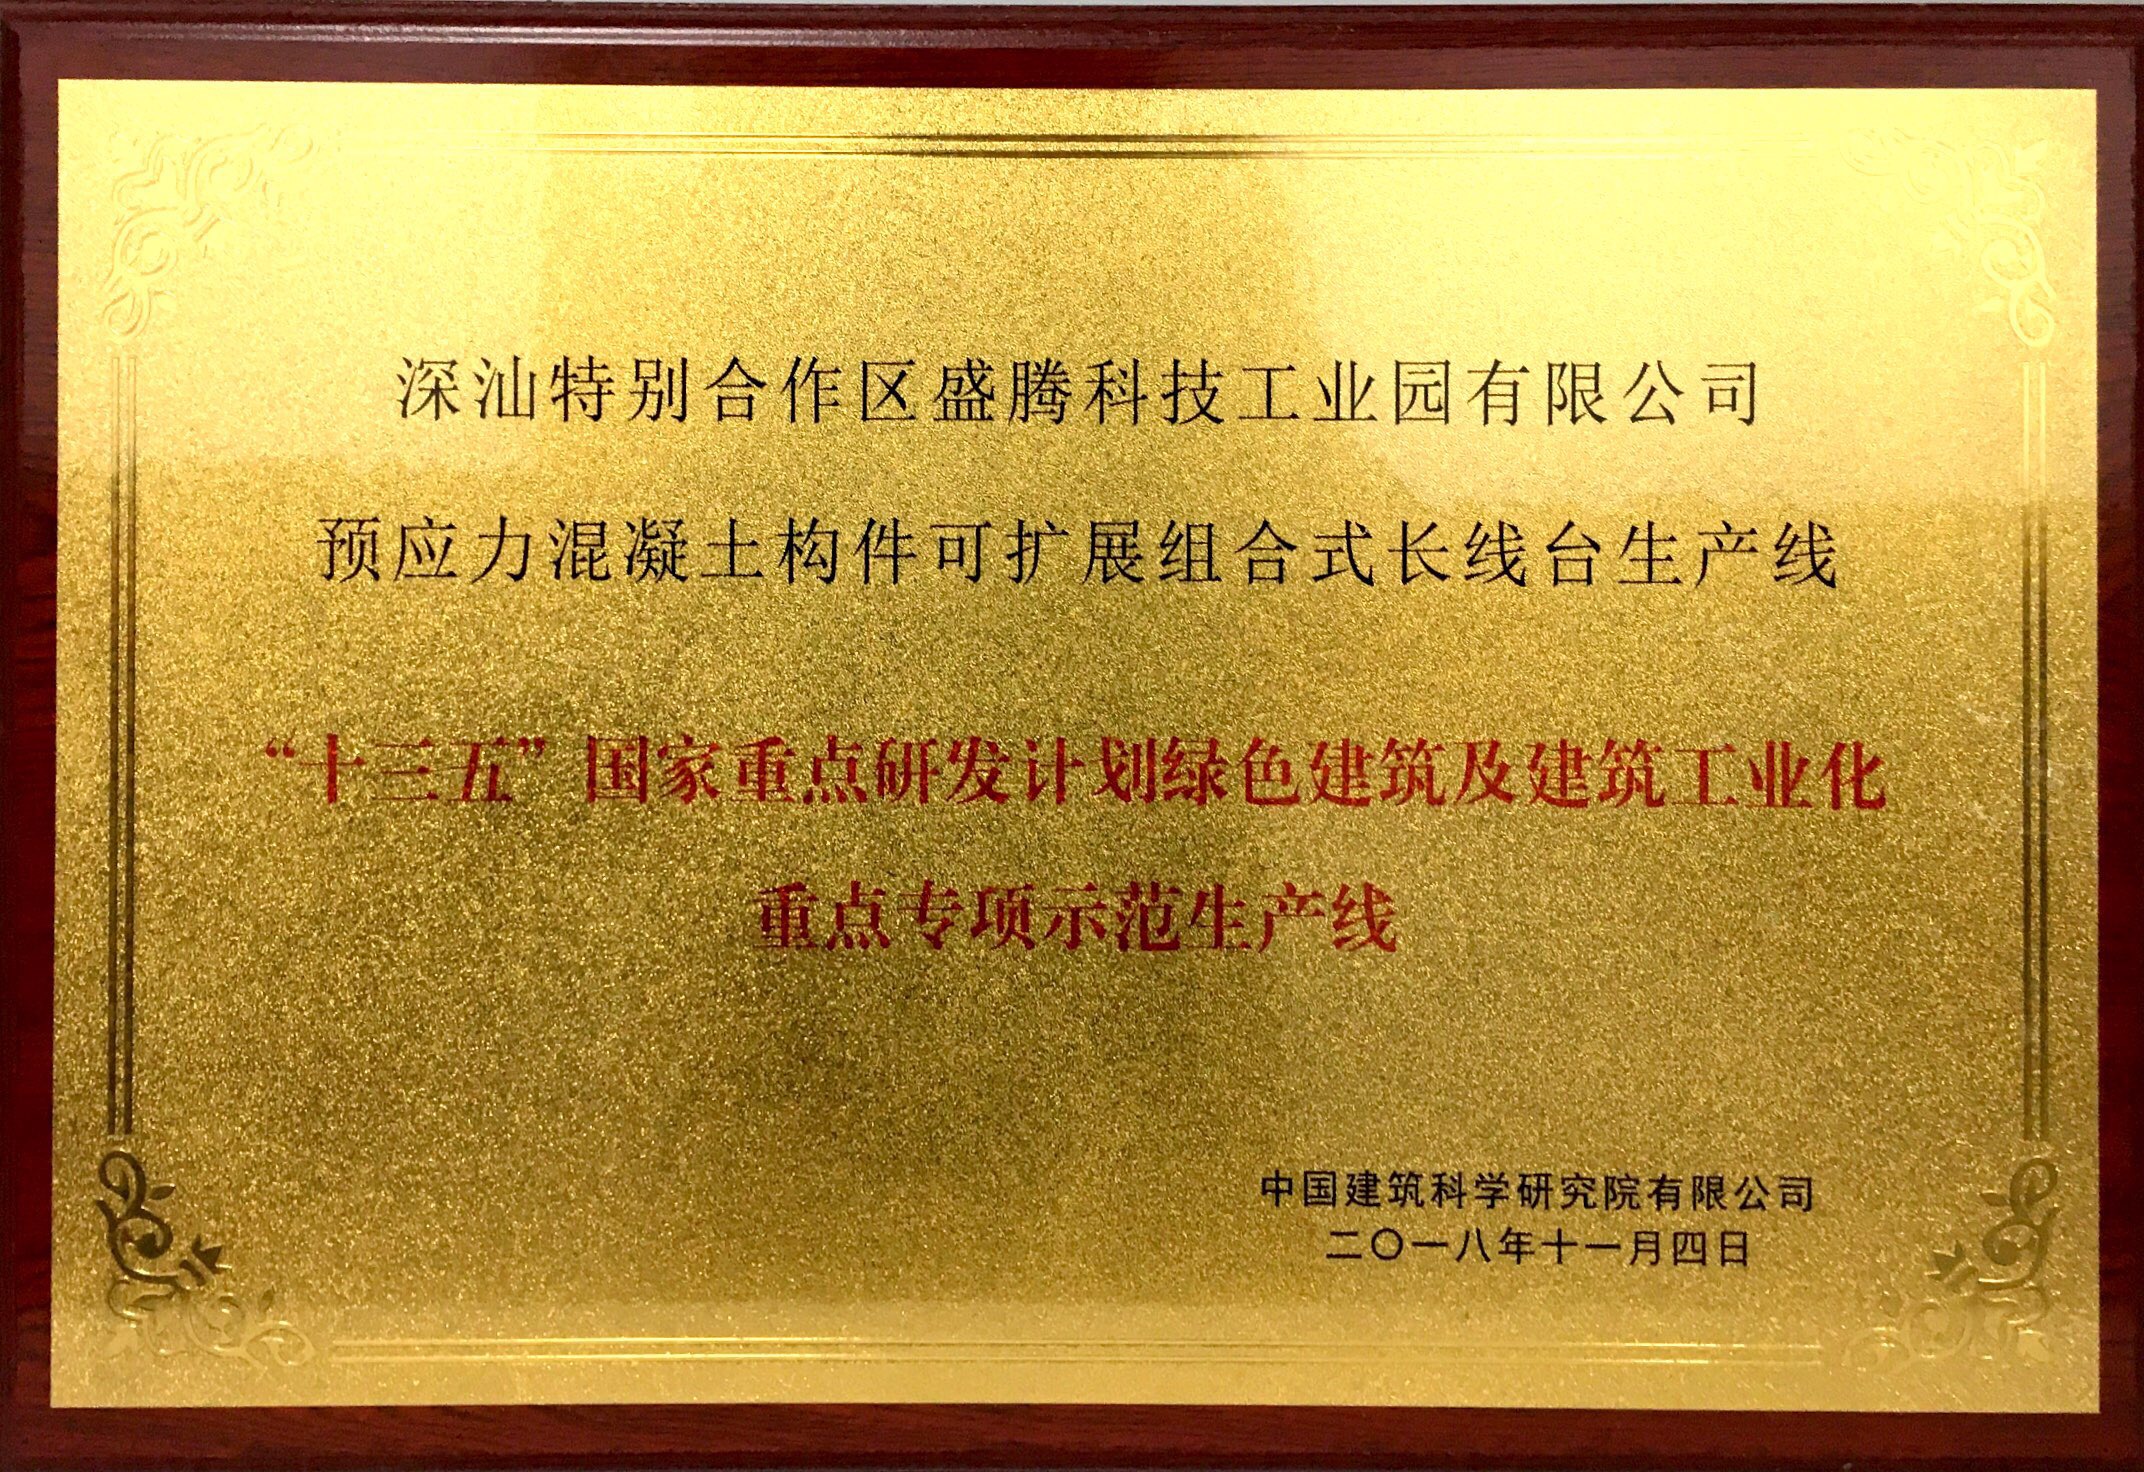 深汕特别合作区盛腾科技工业园有限公司
预应力混凝土构件可扩展组合式长线台生产线
“十三五”国家重点研发计划绿色建筑及建筑工业化
重点专项示范生产线
中国建筑科学研究院有限公司
二〇一八年十一月四日